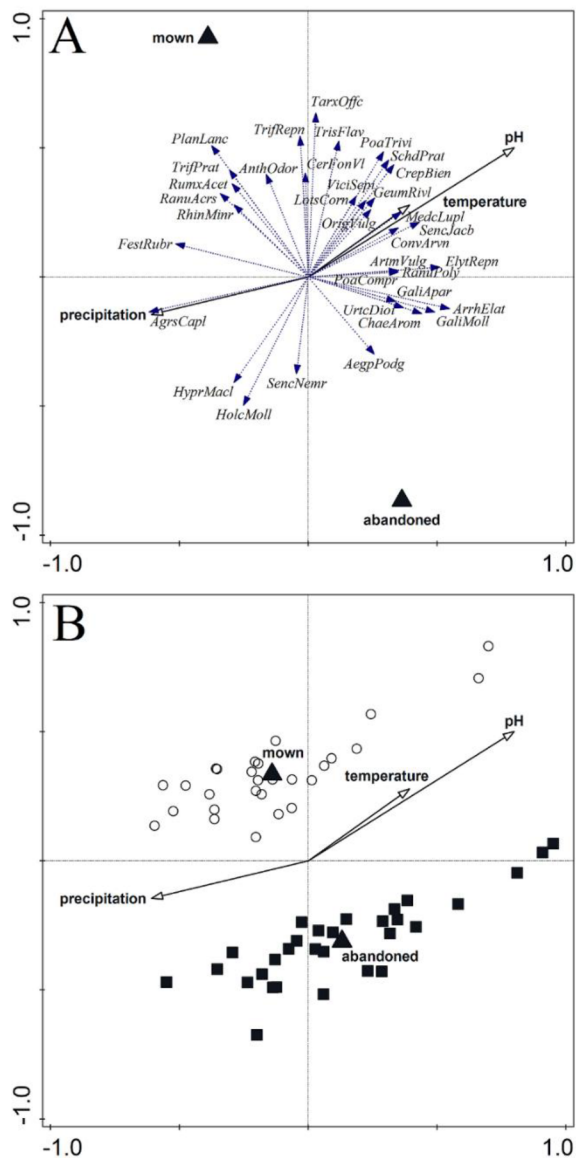 1.0
A
mown
TarxOffc
pH
PlanLanc
TrifRepn
TrisFlav
PoaTrivi
SchdPrat
TrifPrat
AnthOdor
CerFonVl
CrepBien
RumxAcet
ViciSepi
GeumRivl
RanuAcrs
LotsCorn
temperature
RhinMinr
OrigVulg
MedcLupl
SencJacb
FestRubr
ConvArvn
ArtmVulg
ElytRepn
RanuPoly
PoaCompr
GaliApar
precipitation
AgrsCapl
UrtcDioi
ArrhElat
ChaeArom
GaliMoll
AegpPodg
HyprMacl
SencNemr
HolcMoll
abandoned
-1.0
-1.0
1.0
1.0
B
mown
pH
temperature
precipitation
abandoned
-1.0
-1.0
1.0